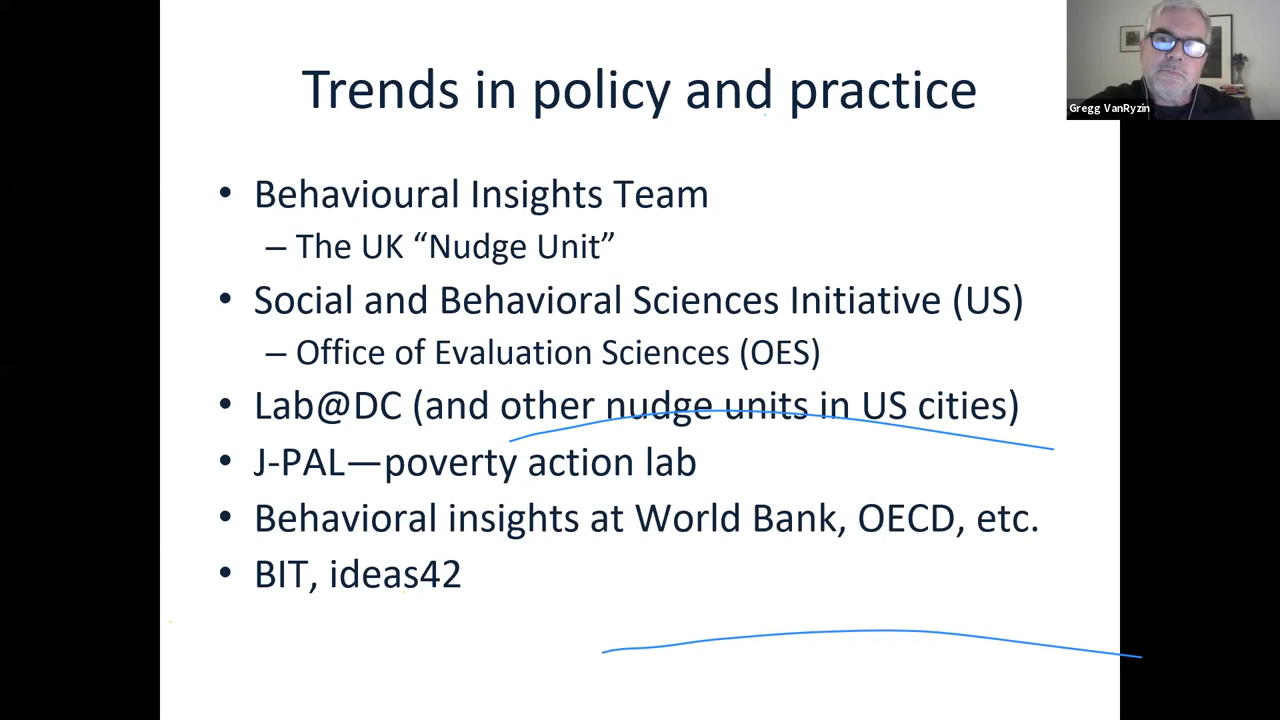 Trends in policy and practice
Gregg VanRyzin
• Behavioural Insights Team
– The UK “Nudge Unit”
• Social and Behavioral Sciences Initiative (US)
– Office of Evaluation Sciences (OES)
• Lab@DC (and other nudge units in US cities)
• J-PAL—poverty action lab
• Behavioral insights at World Bank, OECD, etc.
• BIT, ideas42